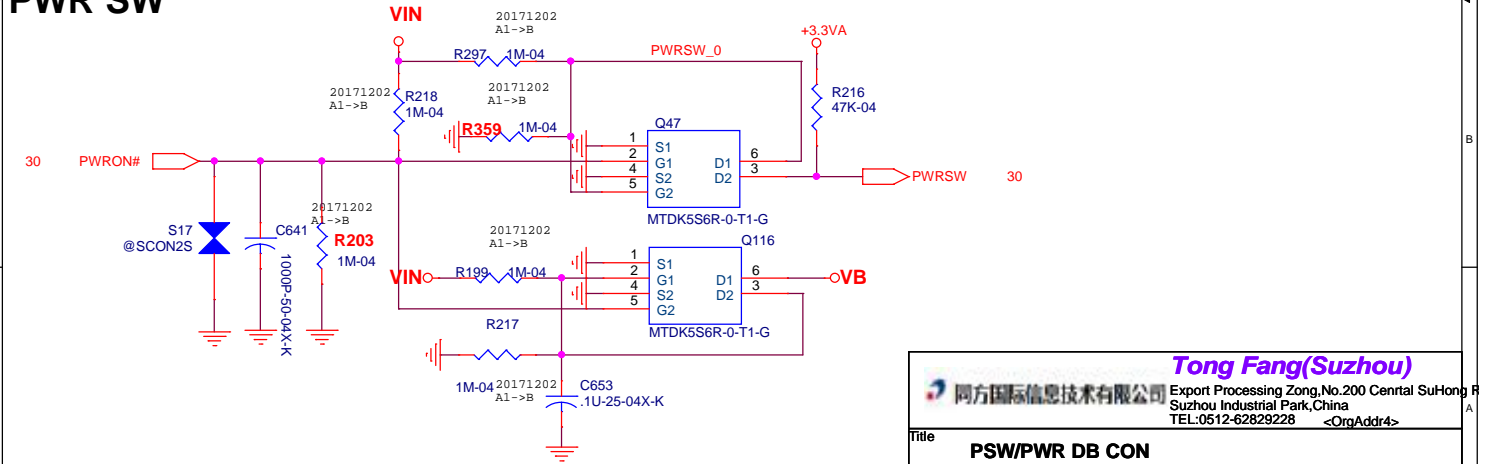 PWR SW
VIN
20171202
A1->B
+3.3VA
R297
1M-04
PWRSW_0
20171202
A1->B
R218
1M-04
20171202
A1->B
R216
47K-04
R359
1M-04
Q47
1
2
4
5
S1
G1
S2
G2
D1
D2
6
3
30
PWRON#
PWRSW
30
MTDK5S6R-0-T1-G
20171202
A1->B
S17
@SCON2S
C641
1000P-50-04X-K
R203
1M-04
20171202
A1->B
Q116
VIN
R199
1M-04
1
2
4
5
S1
G1
S2
G2
D1
D2
6
3
VB
MTDK5S6R-0-T1-G
R217
1M-04
20171202
A1->B
C653
.1U-25-04X-K
B
A
Tong Fang(Suzhou)
同方国际信息技术有限公司
Export Processing Zong,No.200 Cenrtal SuHong R
Suzhou Industrial Park,China
TEL:0512-62829228
<OrgAddr4>
Title
PSW/PWR DB CON